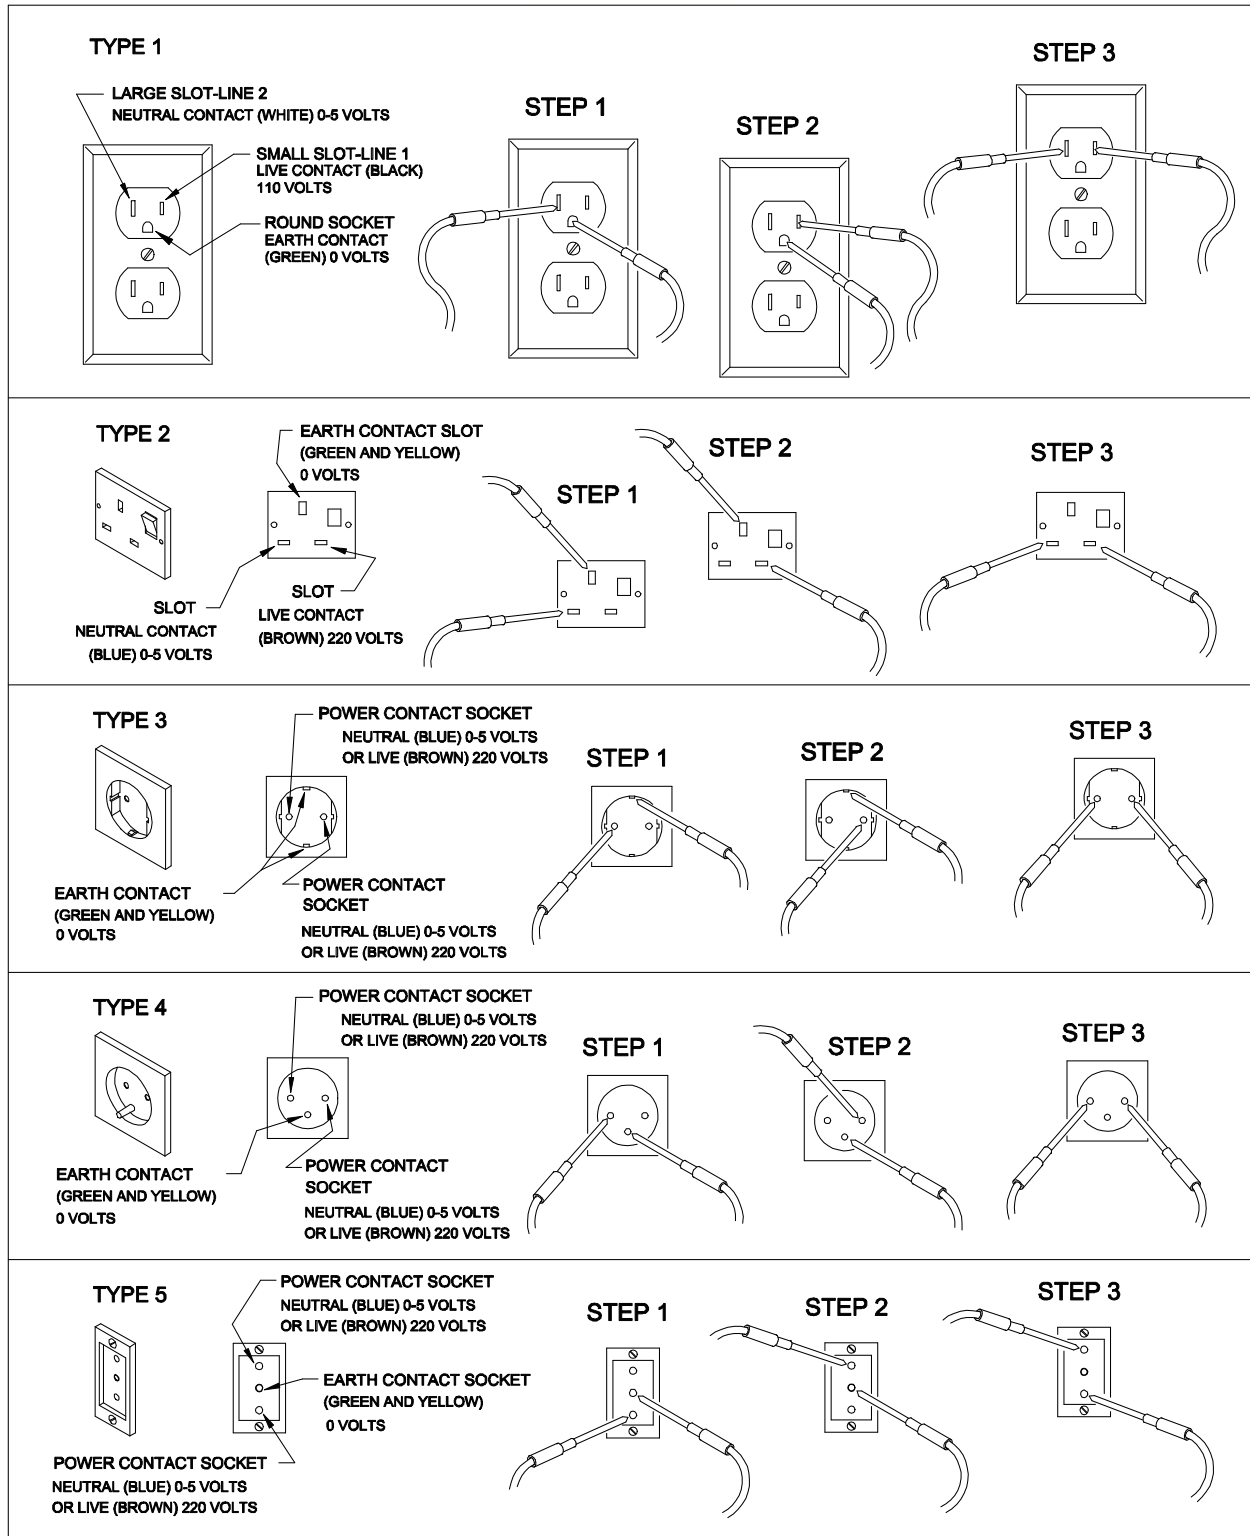 TYPE 1
LARGE SLOT-LINE 2
NEUTRAL CONTACT (WHITE) 0-5 VOLTS
SMALL SLOT-LINE 1
LIVE CONTACT (BLACK)
110 VOLTS
ROUND SOCKET
EARTH CONTACT
(GREEN) 0 VOLTS
STEP 1
STEP 2
STEP 3
TYPE 2
EARTH CONTACT SLOT
(GREEN AND YELLOW)
0 VOLTS
SLOT
NEUTRAL CONTACT
(BLUE) 0-5 VOLTS
SLOT
LIVE CONTACT
(BROWN) 220 VOLTS
STEP 1
STEP 2
STEP 3
TYPE 3
POWER CONTACT SOCKET
NEUTRAL (BLUE) 0-5 VOLTS
OR LIVE (BROWN) 220 VOLTS
EARTH CONTACT
(GREEN AND YELLOW)
0 VOLTS
POWER CONTACT
SOCKET
NEUTRAL (BLUE) 0-5 VOLTS
OR LIVE (BROWN) 220 VOLTS
STEP 1
STEP 2
STEP 3
TYPE 4
POWER CONTACT SOCKET
NEUTRAL (BLUE) 0-5 VOLTS
OR LIVE (BROWN) 220 VOLTS
EARTH CONTACT
(GREEN AND YELLOW)
0 VOLTS
POWER CONTACT
SOCKET
NEUTRAL (BLUE) 0-5 VOLTS
OR LIVE (BROWN) 220 VOLTS
STEP 1
STEP 2
STEP 3
TYPE 5
POWER CONTACT SOCKET
NEUTRAL (BLUE) 0-5 VOLTS
OR LIVE (BROWN) 220 VOLTS
EARTH CONTACT SOCKET
(GREEN AND YELLOW)
0 VOLTS
POWER CONTACT SOCKET
NEUTRAL (BLUE) 0-5 VOLTS
OR LIVE (BROWN) 220 VOLTS
STEP 1
STEP 2
STEP 3